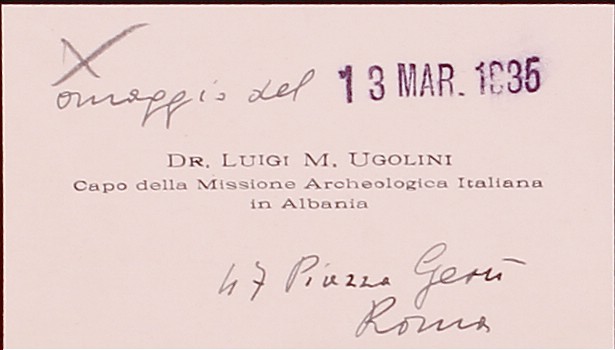 X
omaggio del 13 MAR. 1935
DR. LUIGI M. UGOLINI
Capo della Missione Archeologica Italiana
in Albania
47 Piazza Gesù
Roma